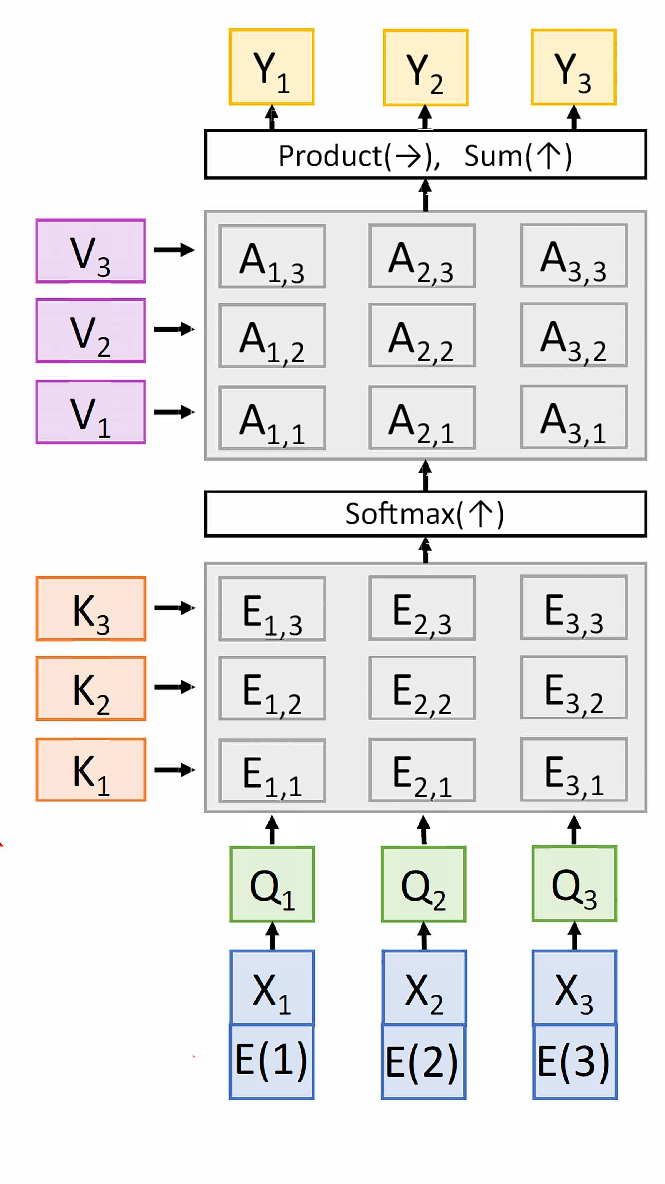 Y₁ Y₂ Y₃
Product(→), Sum(↑)
V₃ A₁,₃ A₂,₃ A₃,₃
V₂ A₁,₂ A₂,₂ A₃,₂
V₁ A₁,₁ A₂,₁ A₃,₁
Softmax(↑)
K₃ E₁,₃ E₂,₃ E₃,₃
K₂ E₁,₂ E₂,₂ E₃,₂
K₁ E₁,₁ E₂,₁ E₃,₁
Q₁ Q₂ Q₃
X₁ X₂ X₃
E(1) E(2) E(3)